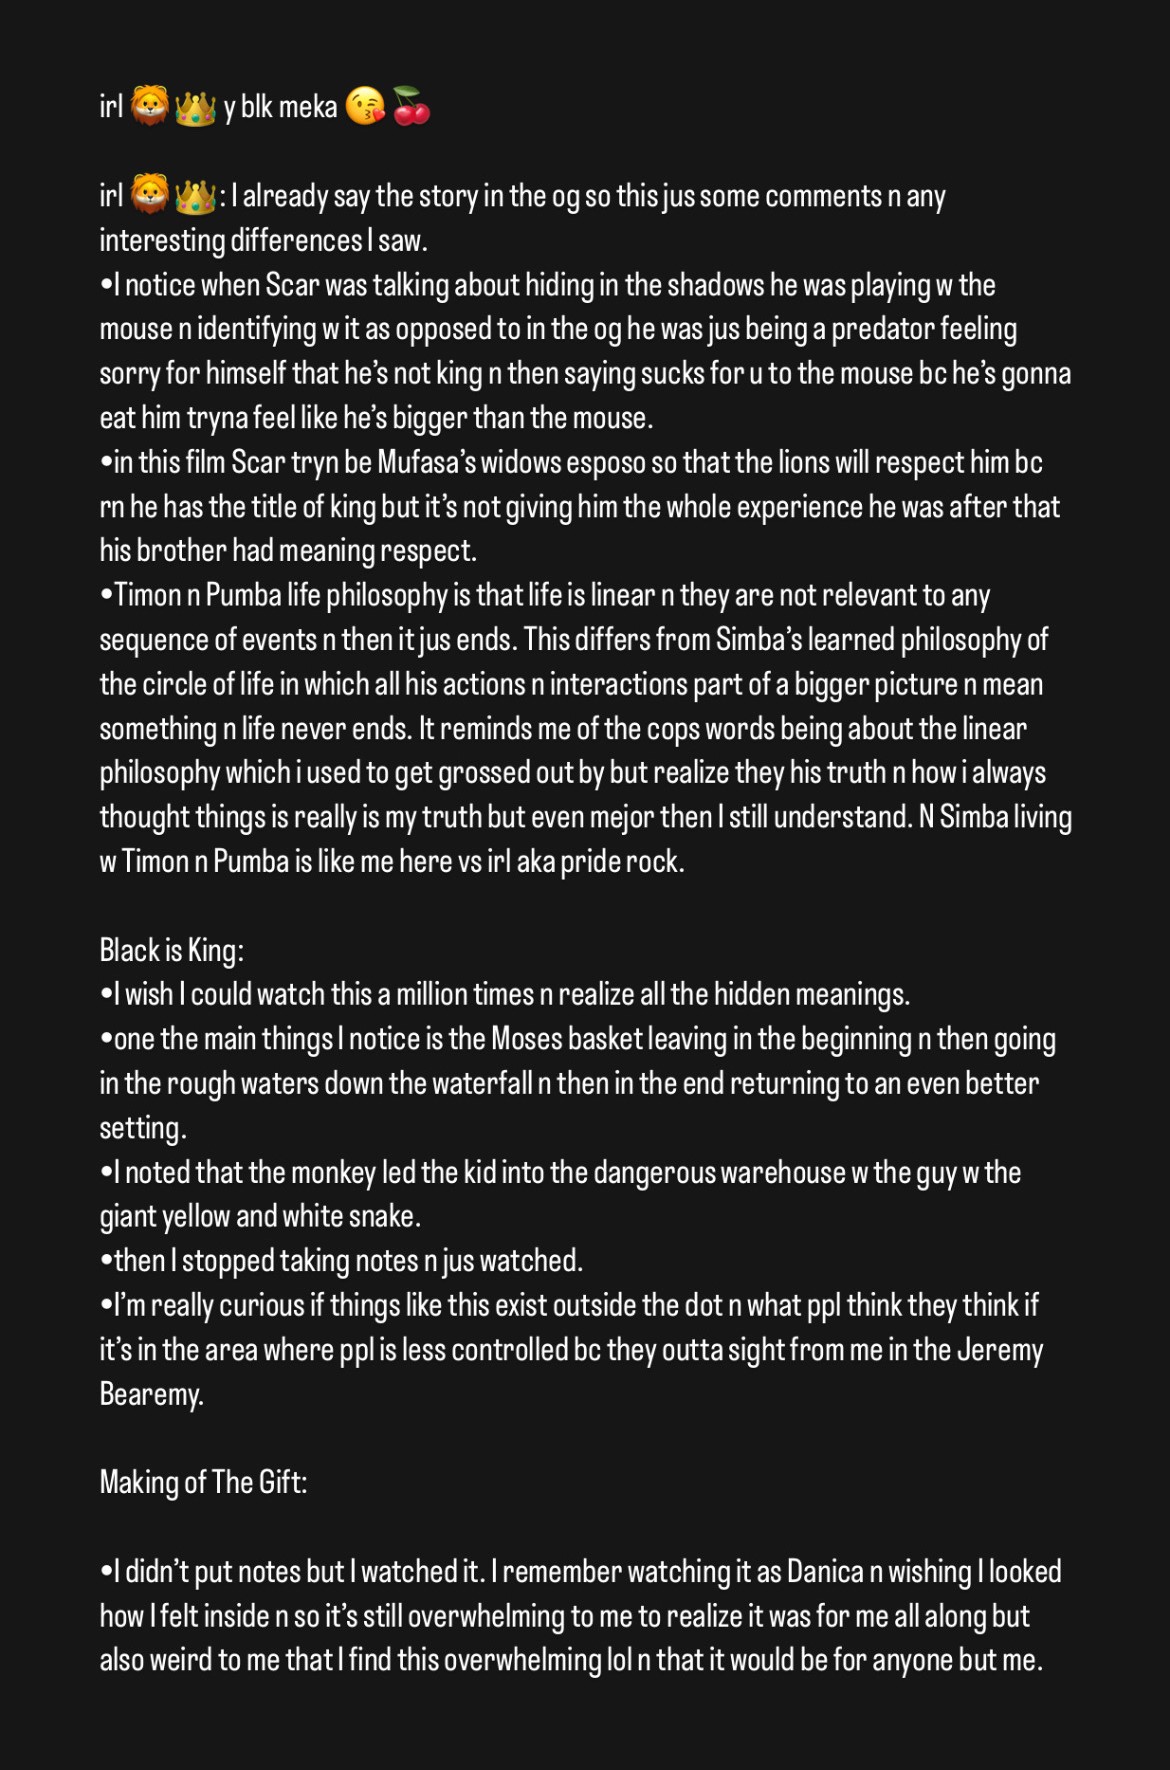 irl 🦁👑 y blk meka 😘🍒
irl 🦁👑: I already say the story in the og so this jus some comments n any
interesting differences I saw.
•I notice when Scar was talking about hiding in the shadows he was playing w the
mouse n identifying w it as opposed to in the og he was jus being a predator feeling
sorry for himself that he’s not king n then saying sucks for u to the mouse bc he’s gonna
eat him tryna feel like he’s bigger than the mouse.
•in this film Scar tryn be Mufasa’s widows esposo so that the lions will respect him bc
rn he has the title of king but it’s not giving him the whole experience he was after that
his brother had meaning respect.
•Timon n Pumba life philosophy is that life is linear n they are not relevant to any
sequence of events n then it jus ends. This differs from Simba’s learned philosophy of
the circle of life in which all his actions n interactions part of a bigger picture n mean
something n life never ends. It reminds me of the cops words being about the linear
philosophy which i used to get grossed out by but realize they his truth n how i always
thought things is really is my truth but even mejor then I still understand. N Simba living
w Timon n Pumba is like me here vs irl aka pride rock.
Black is King:
•I wish I could watch this a million times n realize all the hidden meanings.
•one the main things I notice is the Moses basket leaving in the beginning n then going
in the rough waters down the waterfall n then in the end returning to an even better
setting.
•I noted that the monkey led the kid into the dangerous warehouse w the guy w the
giant yellow and white snake.
•then I stopped taking notes n jus watched.
•I’m really curious if things like this exist outside the dot n what ppl think they think if
it’s in the area where ppl is less controlled bc they outta sight from me in the Jeremy
Bearemy.
Making of The Gift:
•I didn’t put notes but I watched it. I remember watching it as Danica n wishing I looked
how I felt inside n so it’s still overwhelming to me to realize it was for me all along but
also weird to me that I find this overwhelming lol n that it would be for anyone but me.